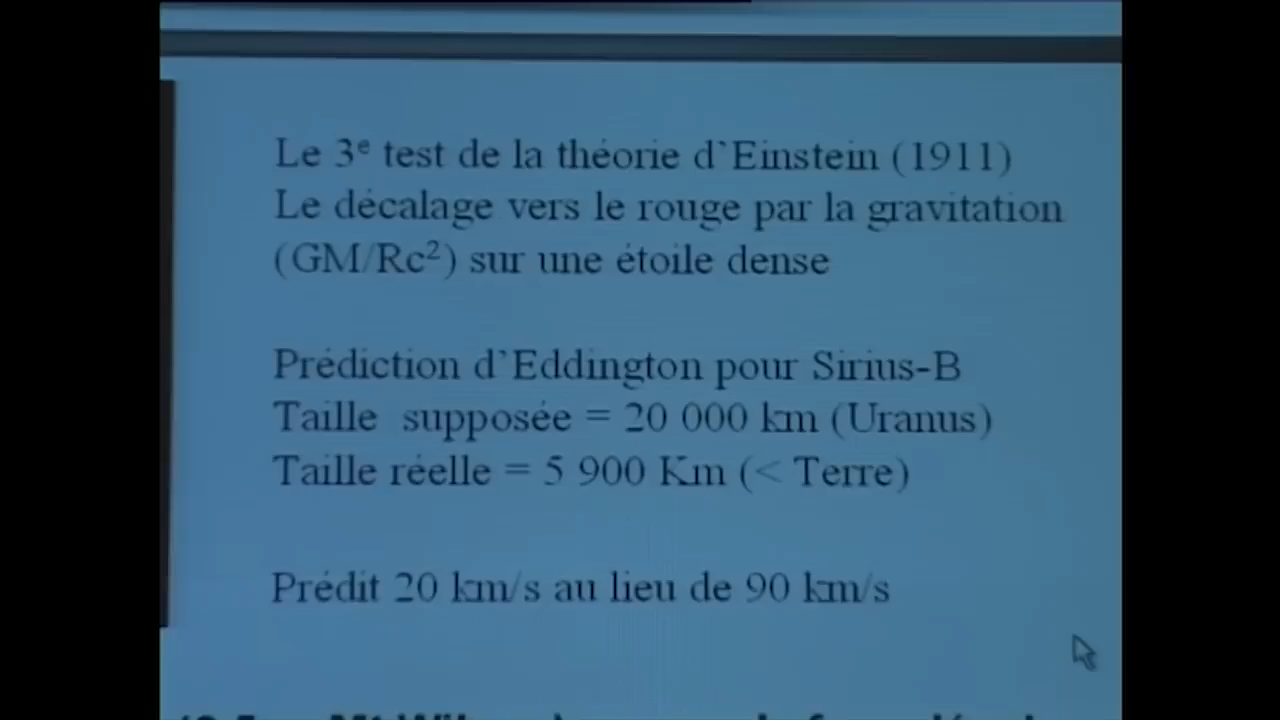 Le 3e test de la théorie d'Einstein (1911)
Le décalage vers le rouge par la gravitation
(GM/Rc²) sur une étoile dense
Prédiction d'Eddington pour Sirius-B
Taille supposée = 20 000 km (Uranus)
Taille réelle = 5 900 Km (< Terre)
Prédit 20 km/s au lieu de 90 km/s